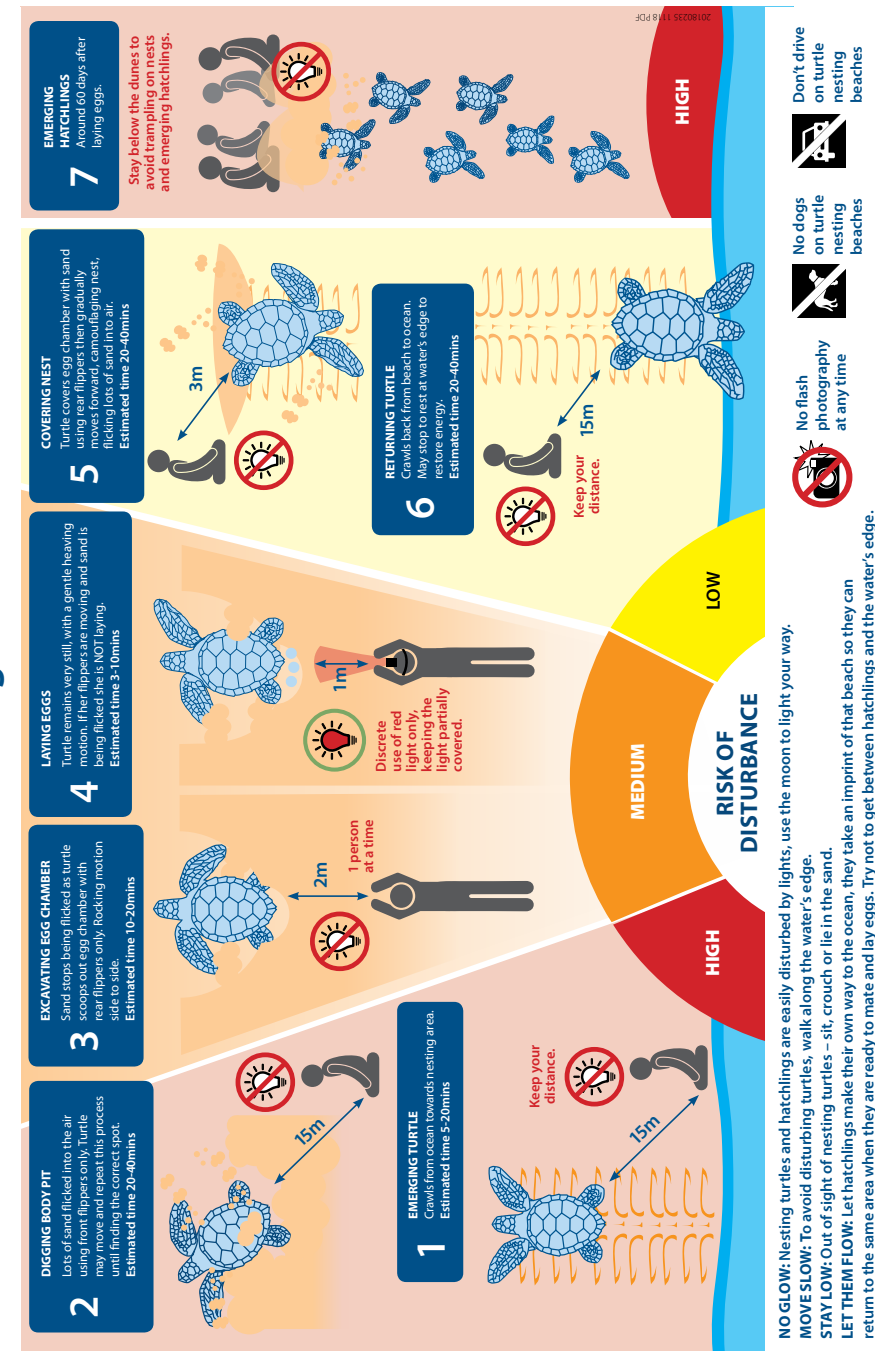 1
EMERGING TURTLE
Crawls from ocean towards nesting area.
Estimated time 5-20mins
15m
Keep your
distance.
2
DIGGING BODY PIT
Lots of sand flicked into the air
using front flippers only. Turtle
may move and repeat this process
until finding the correct spot.
Estimated time 20-40mins
15m
3
EXCAVATING EGG CHAMBER
Sand stops being flicked as turtle
scoops out egg chamber with
rear flippers only. Rocking motion
side to side.
Estimated time 10-20mins
2m
1 person
at a time
4
LAYING EGGS
Turtle remains very still, with a gentle heaving
motion. If her flippers are moving and sand is
being flicked she is NOT laying.
Estimated time 3-10mins
1m
Discrete
use of red
light only,
keeping the
light partially
covered.
5
COVERING NEST
Turtle covers egg chamber with sand
using rear flippers then gradually
moves forward, camouflaging nest,
flicking lots of sand into air.
Estimated time 20-40mins
3m
6
RETURNING TURTLE
Crawls back from beach to ocean.
May stop to rest at water's edge to
restore energy.
Estimated time 20-40mins
15m
Keep your
distance.
7
EMERGING
HATCHLINGS
Around 60 days after
laying eggs.
Stay below the dunes to
avoid trampling on nests
and emerging hatchlings.
HIGH
MEDIUM
LOW
HIGH
RISK OF
DISTURBANCE
20180235 1118 PDF
NO GLOW: Nesting turtles and hatchlings are easily disturbed by lights, use the moon to light your way.
MOVE SLOW: To avoid disturbing turtles, walk along the water's edge.
STAY LOW: Out of sight of nesting turtles – sit, crouch or lie in the sand.
LET THEM FLOW: Let hatchlings make their own way to the ocean, they take an imprint of that beach so they can
return to the same area when they are ready to mate and lay eggs. Try not to get between hatchlings and the water's edge.
No flash
photography
at any time
No dogs
on turtle
nesting
beaches
Don't drive
on turtle
nesting
beaches